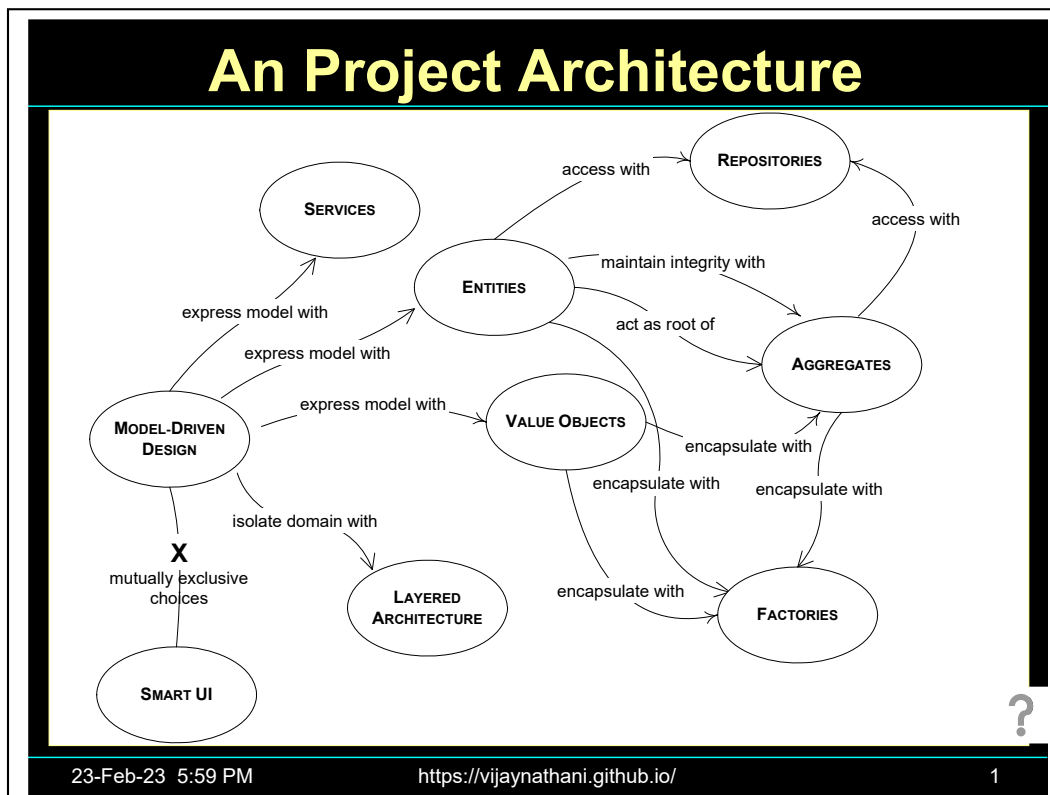 An Project Architecture
REPOSITORIES
access with
SERVICES
access with
maintain integrity with
ENTITIES
express model with
act as root of
express model with
AGGREGATES
express model with
VALUE OBJECTS
MODEL-DRIVEN
DESIGN
encapsulate with
encapsulate with
encapsulate with
isolate domain with
X
mutually exclusive
choices
encapsulate with
LAYERED
ARCHITECTURE
FACTORIES
SMART UI
?
23-Feb-23 5:59 PM
https://vijaynathani.github.io/
1